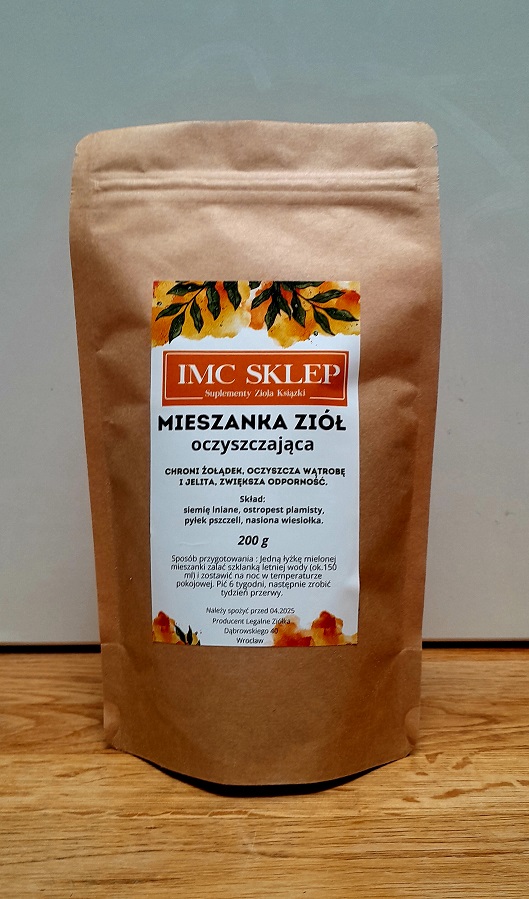 IMC SKLEP
Suplementy Zioła Książki
MIESZANKA ZIÓŁ
oczyszczająca
CHRONI ŻOŁĄDEK, OCZYSZCZA WĄTROBĘ
I JELITA, ZWIĘKSZA ODPORNOŚĆ.
Skład:
siemię lniane, ostropest plamisty,
pyłek pszczeli, nasiona wiesiołka.
200 g
Sposób przygotowania : Jedną łyżkę mielonej
mieszanki zalać szklanką letniej wody (ok.150
ml) i zostawić na noc w temperaturze
pokojowej. Pić 6 tygodni, następnie zrobić
tydzień przerwy.
Należy spożyć przed 04.2025
Producent Legalne Ziółka
Dąbrowskiego 40
Wrocław